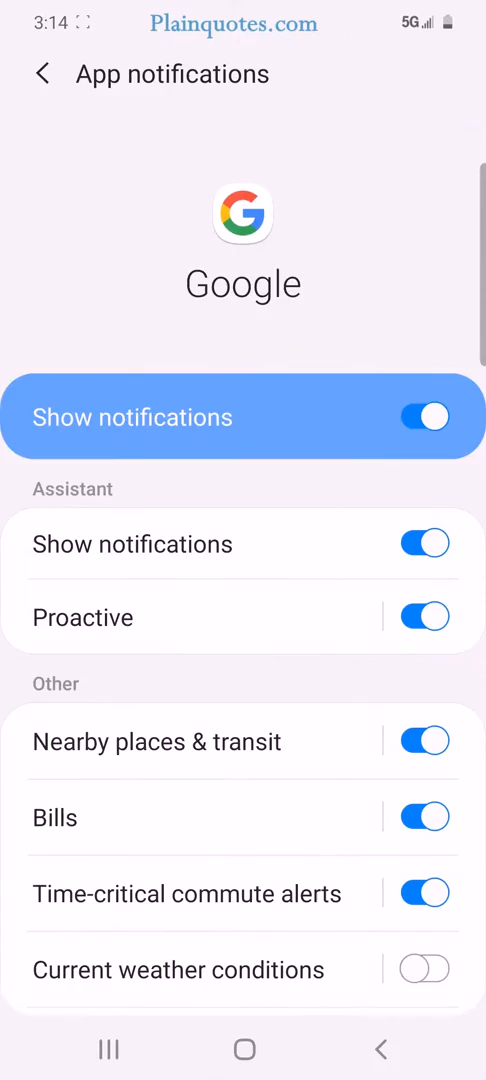 3:14 Plainquotes.com 5G
App notifications
Google
Show notifications
Assistant
Show notifications
Proactive
Other
Nearby places & transit
Bills
Time-critical commute alerts
Current weather conditions